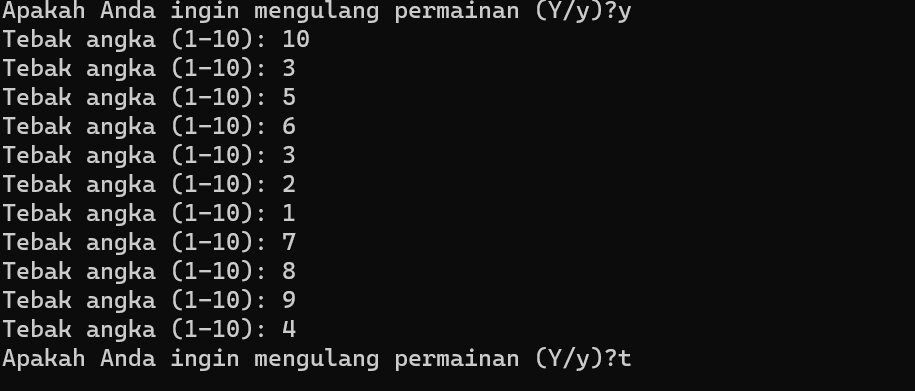 Apakah Anda ingin mengulang permainan (Y/y)?y
Tebak angka (1-10): 10
Tebak angka (1-10): 3
Tebak angka (1-10): 5
Tebak angka (1-10): 6
Tebak angka (1-10): 3
Tebak angka (1-10): 2
Tebak angka (1-10): 1
Tebak angka (1-10): 7
Tebak angka (1-10): 8
Tebak angka (1-10): 9
Tebak angka (1-10): 4
Apakah Anda ingin mengulang permainan (Y/y)?t